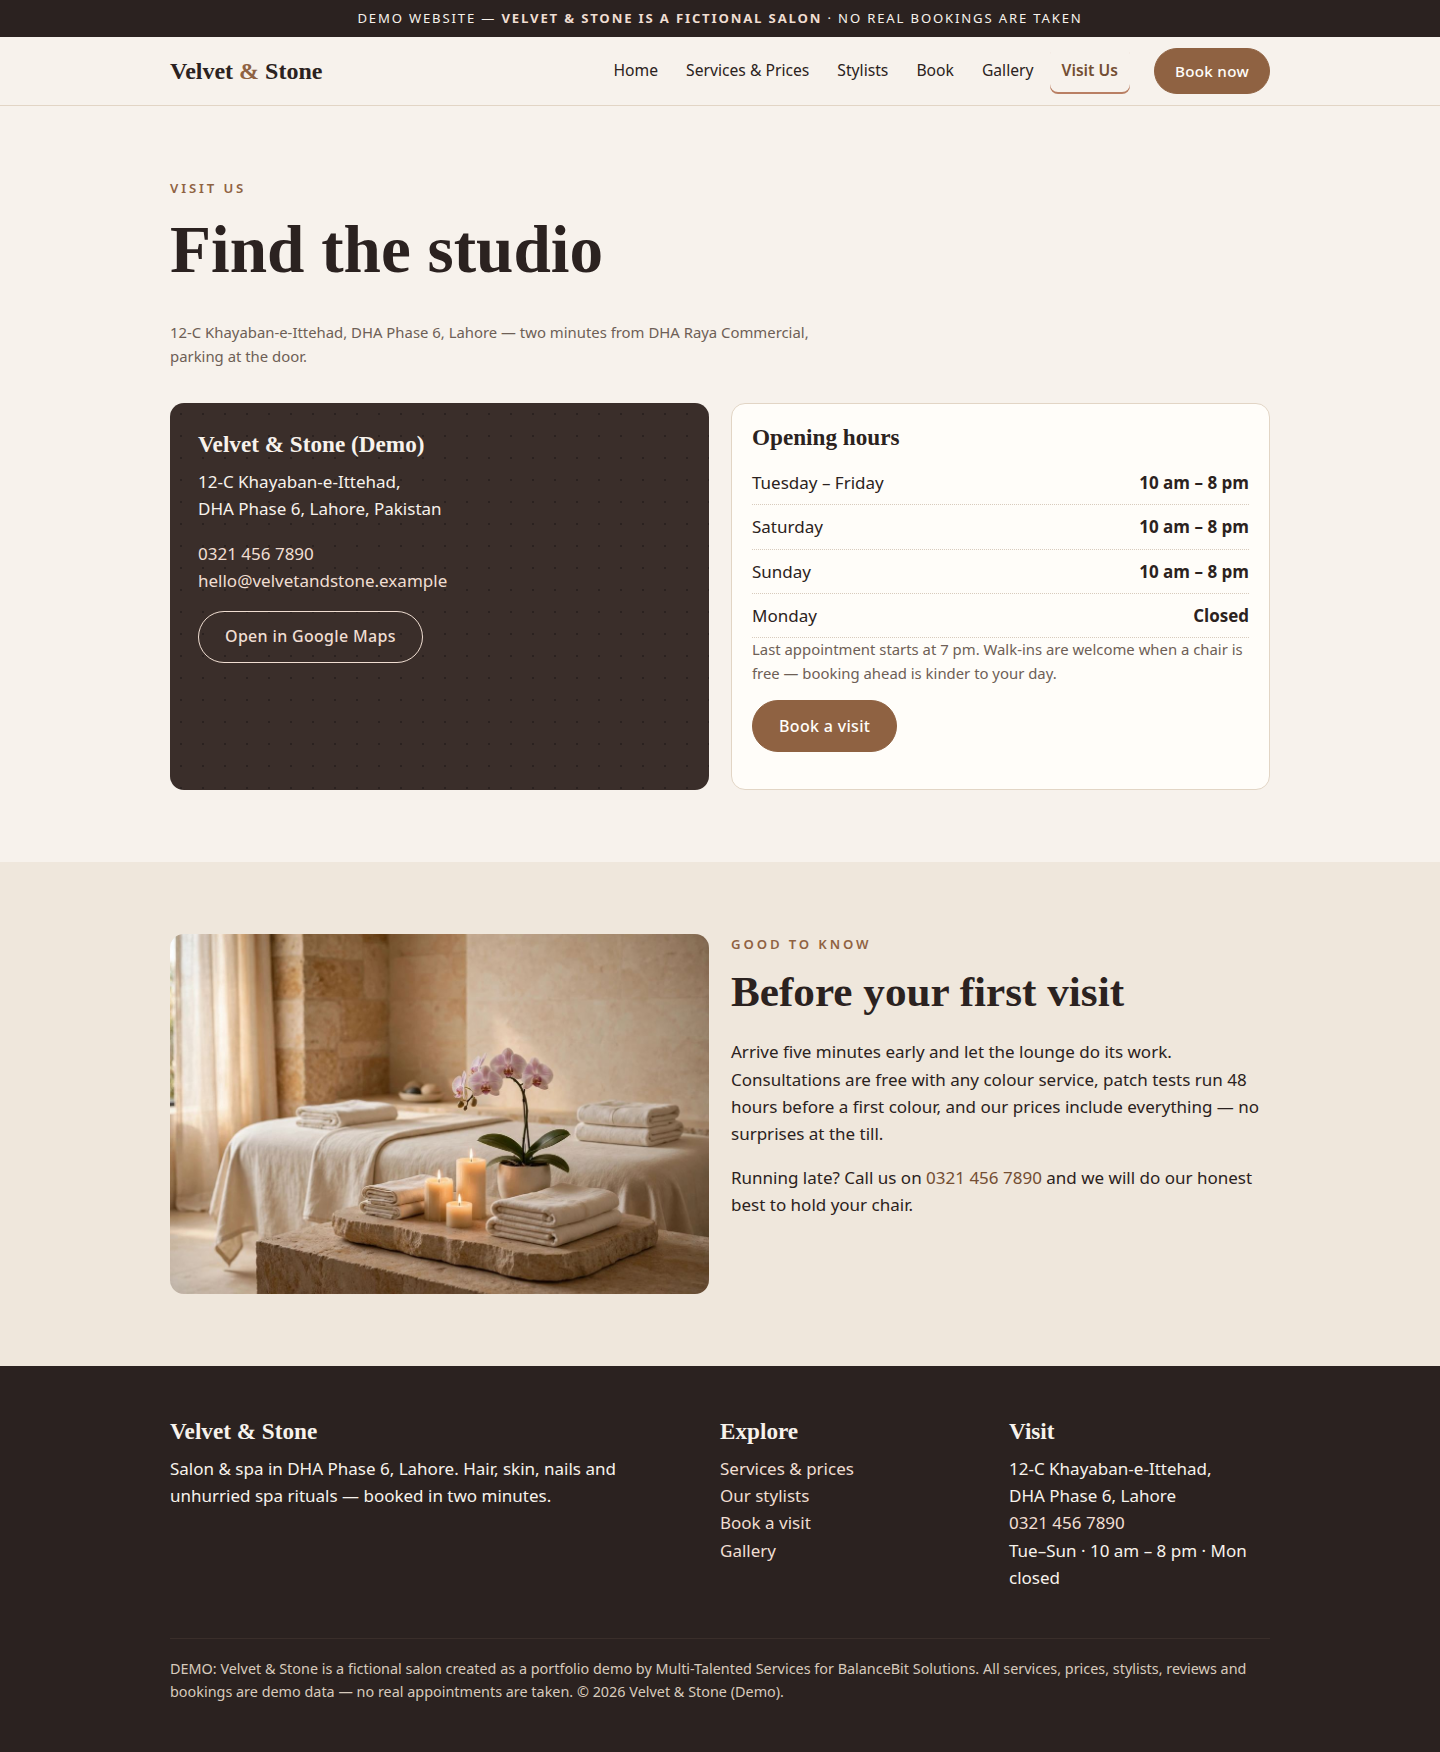 DEMO WEBSITE — VELVET & STONE IS A FICTIONAL SALON · NO REAL BOOKINGS ARE TAKEN
Velvet & Stone
Home
Services & Prices
Stylists
Book
Gallery
Visit Us
Book now
VISIT US
Find the studio
12-C Khayaban-e-Ittehad, DHA Phase 6, Lahore — two minutes from DHA Raya Commercial,
parking at the door.
Velvet & Stone (Demo)
12-C Khayaban-e-Ittehad,
DHA Phase 6, Lahore, Pakistan
0321 456 7890
hello@velvetandstone.example
Open in Google Maps
Opening hours
Tuesday – Friday 10 am – 8 pm
Saturday 10 am – 8 pm
Sunday 10 am – 8 pm
Monday Closed
Last appointment starts at 7 pm. Walk-ins are welcome when a chair is
free — booking ahead is kinder to your day.
Book a visit
GOOD TO KNOW
Before your first visit
Arrive five minutes early and let the lounge do its work.
Consultations are free with any colour service, patch tests run 48
hours before a first colour, and our prices include everything — no
surprises at the till.
Running late? Call us on 0321 456 7890 and we will do our honest
best to hold your chair.
Velvet & Stone
Salon & spa in DHA Phase 6, Lahore. Hair, skin, nails and
unhurried spa rituals — booked in two minutes.
Explore
Services & prices
Our stylists
Book a visit
Gallery
Visit
12-C Khayaban-e-Ittehad,
DHA Phase 6, Lahore
0321 456 7890
Tue–Sun · 10 am – 8 pm · Mon
closed
DEMO: Velvet & Stone is a fictional salon created as a portfolio demo by Multi-Talented Services for BalanceBit Solutions. All services, prices, stylists, reviews and
bookings are demo data — no real appointments are taken. © 2026 Velvet & Stone (Demo).